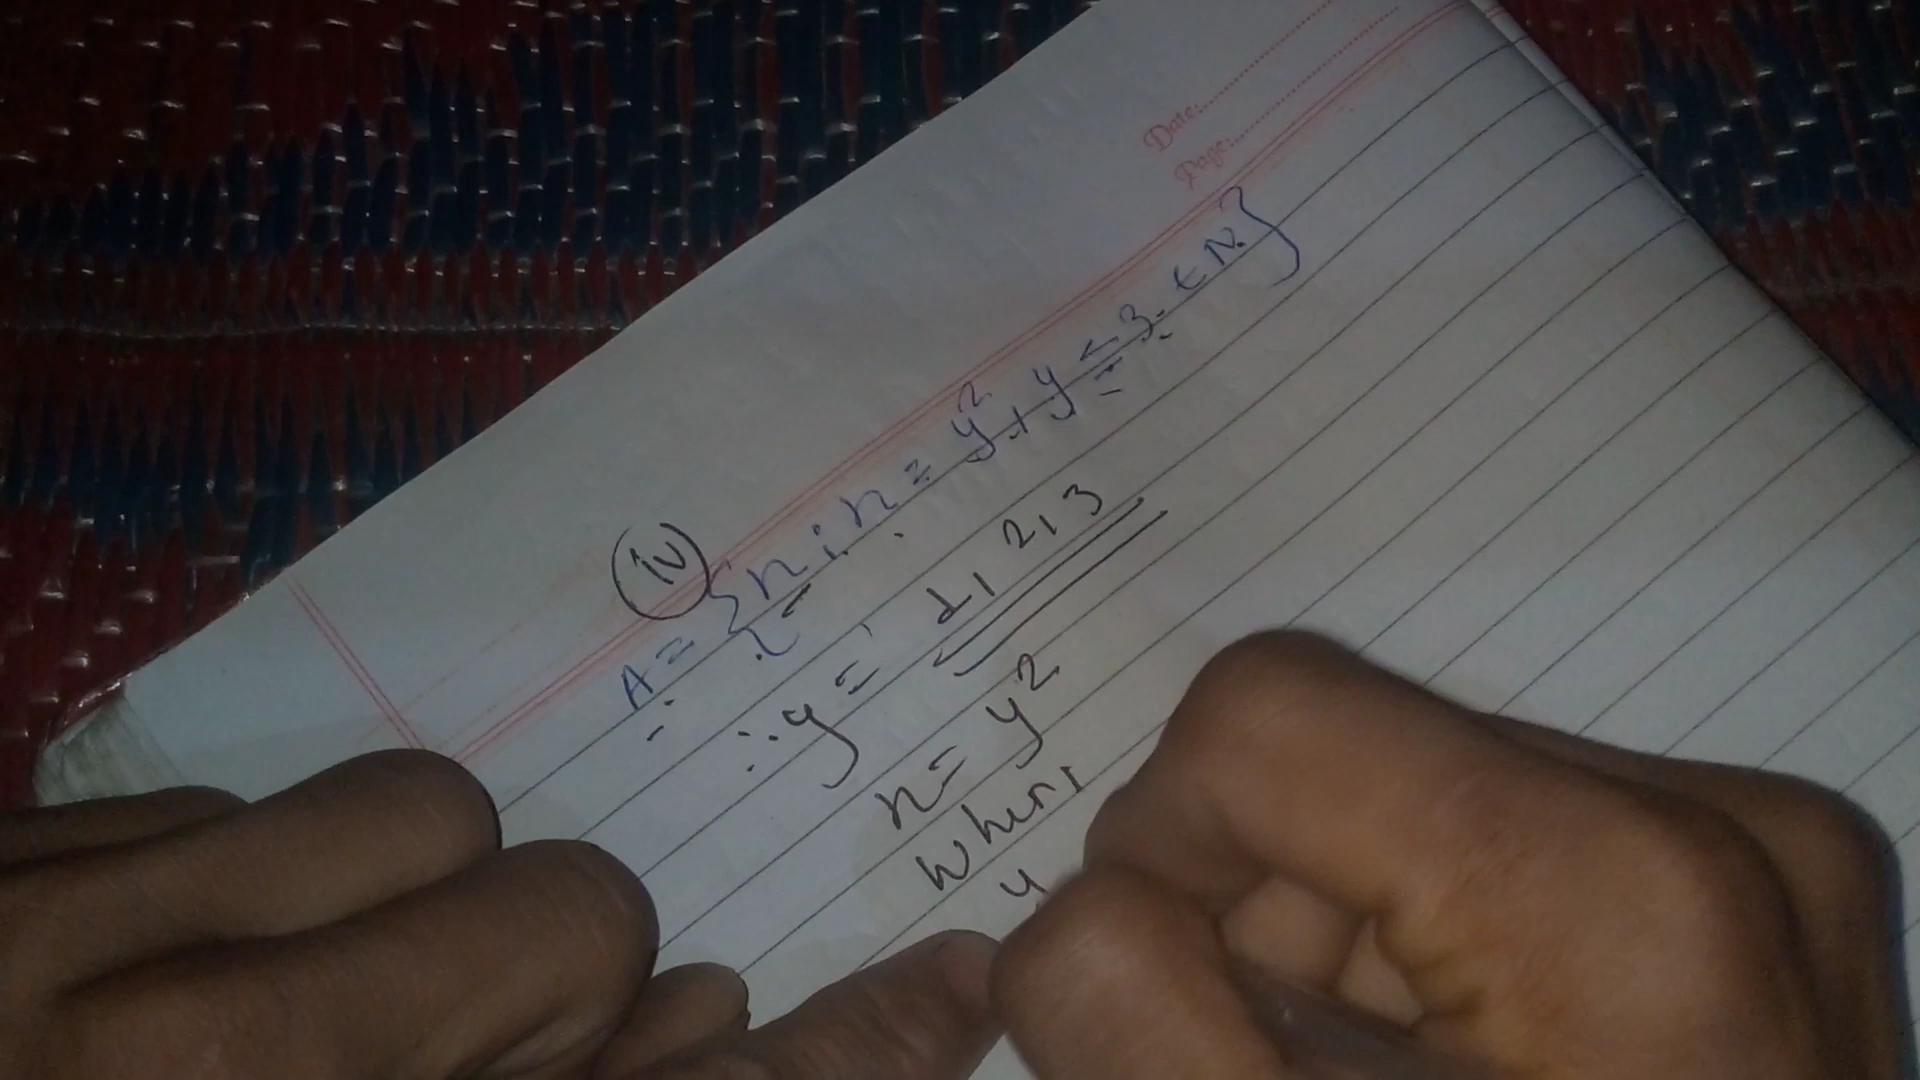 Date:
Page:
(iv)
A = {n : n = y², y ≤ 3 ∈ N.}
∴ y = 1, 2, 3
n = y²
when,
y